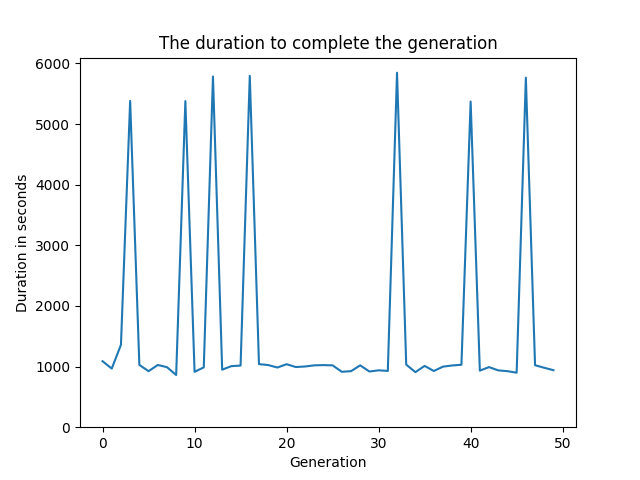 The duration to complete the generation
6000
5000
4000
3000
2000
1000
0
Duration in seconds
0 10 20 30 40 50
Generation